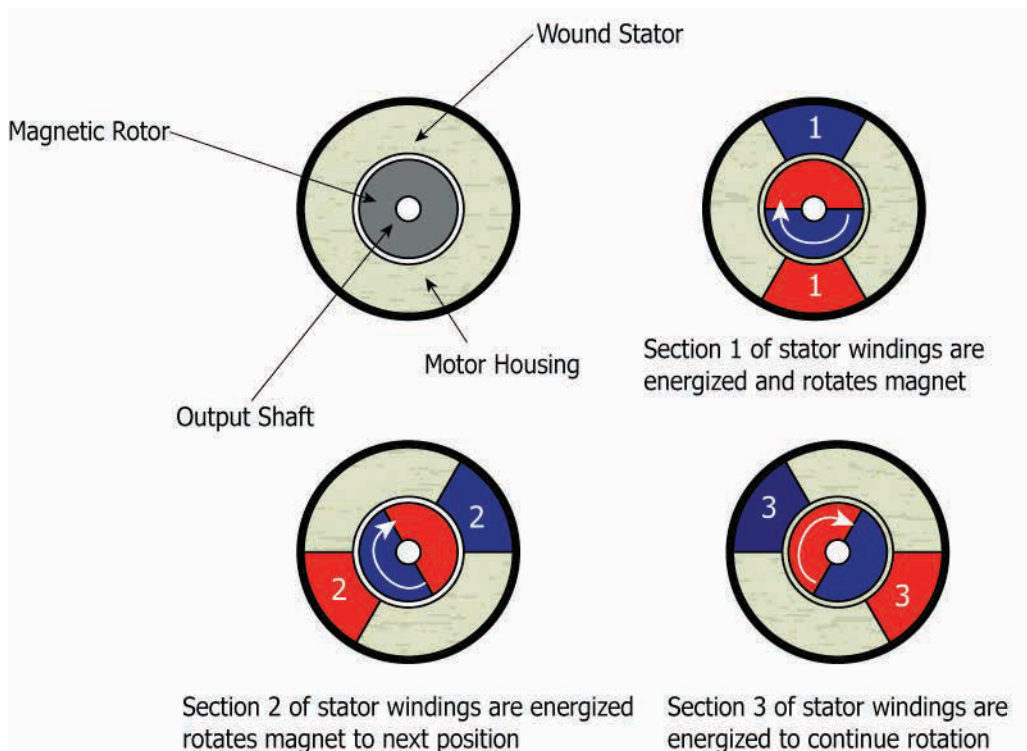 Wound Stator
Magnetic Rotor
Motor Housing
Output Shaft
1
1
Section 1 of stator windings are
energized and rotates magnet
2
2
Section 2 of stator windings are energized
rotates magnet to next position
3
3
Section 3 of stator windings are
energized to continue rotation